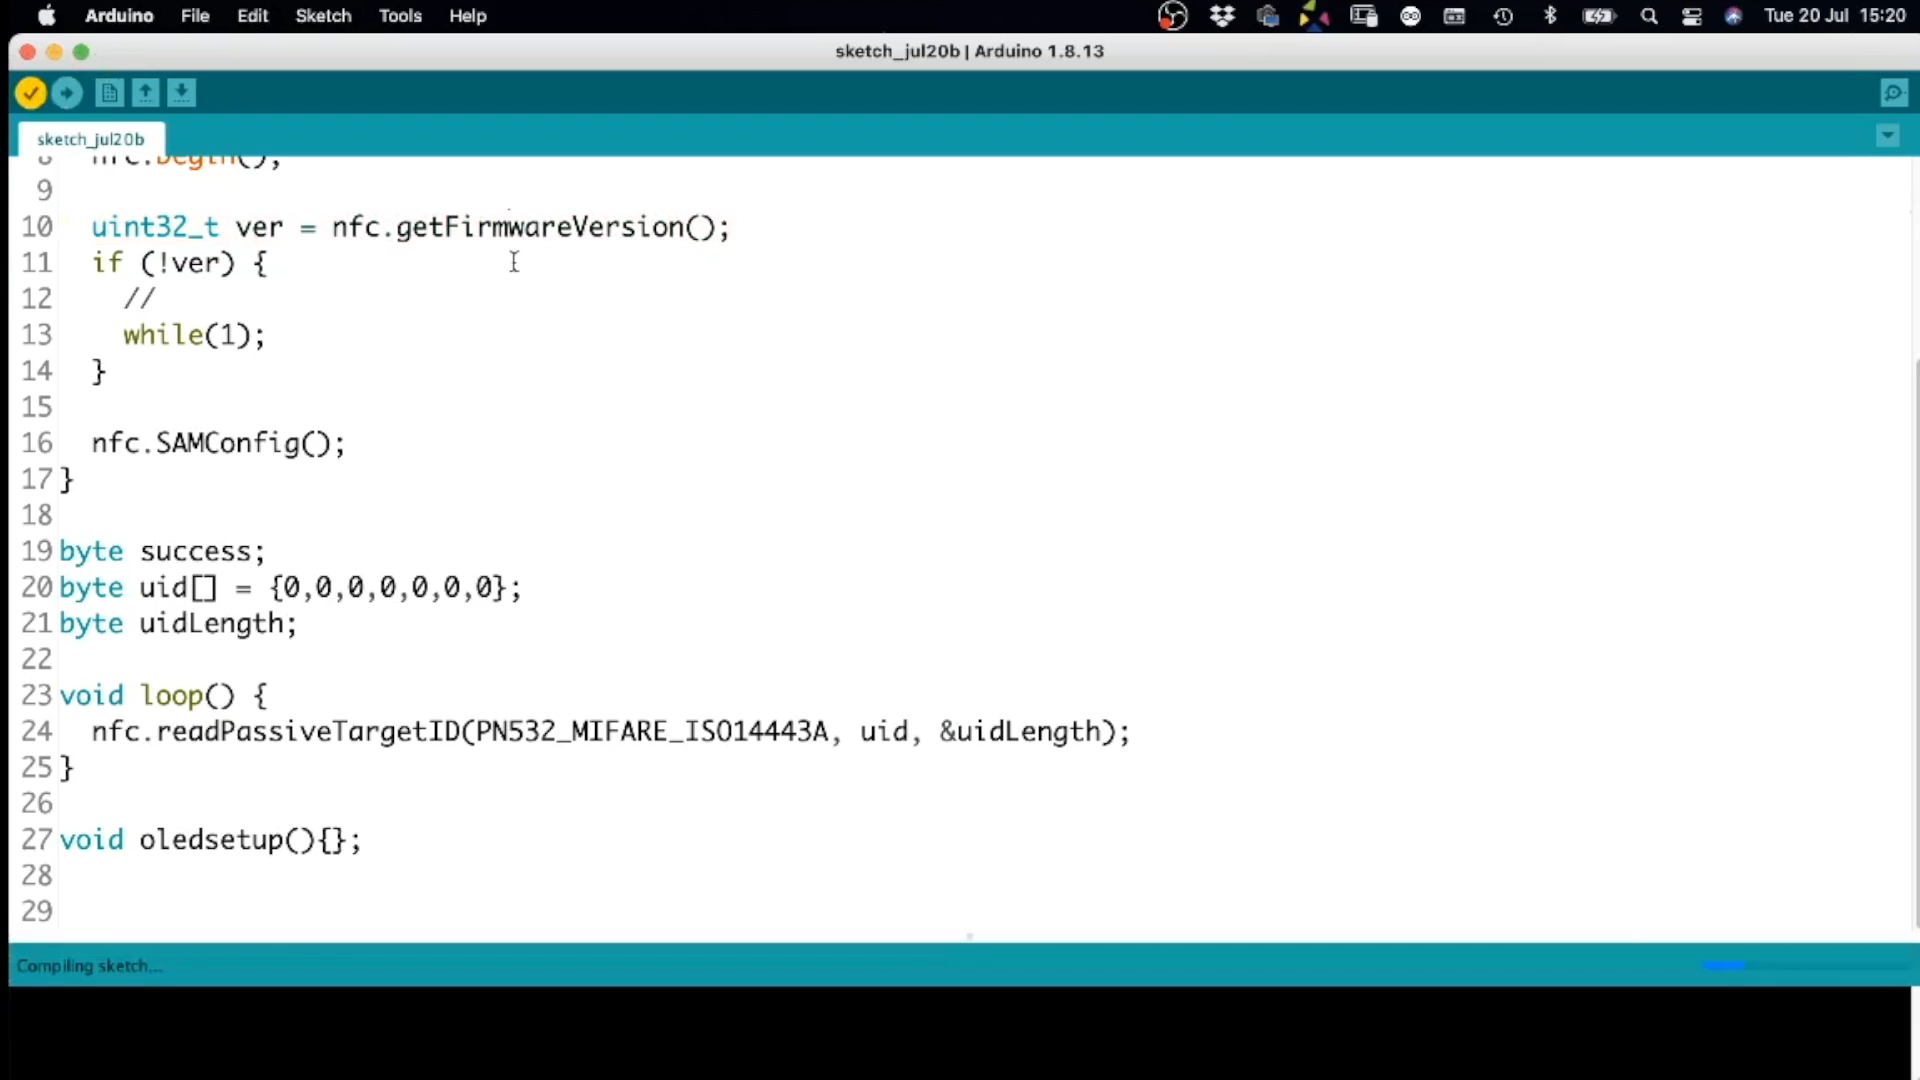 Arduino File Edit Sketch Tools Help Tue 20 Jul 15:20
sketch_jul20b | Arduino 1.8.13
sketch_jul20b
8 nfc.begin();
9
10 uint32_t ver = nfc.getFirmwareVersion();
11 if (!ver) {
12 //
13 while(1);
14 }
15
16 nfc.SAMConfig();
17 }
18
19 byte success;
20 byte uid[] = {0,0,0,0,0,0,0};
21 byte uidLength;
22
23 void loop() {
24 nfc.readPassiveTargetID(PN532_MIFARE_ISO14443A, uid, &uidLength);
25 }
26
27 void oledsetup(){};
28
29
Compiling sketch...